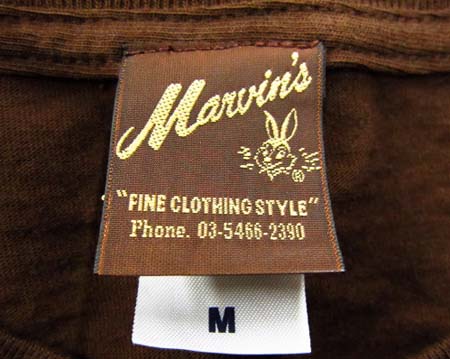 Marvin's
®
"FINE CLOTHING STYLE"
Phone. 03-5466-2390
M